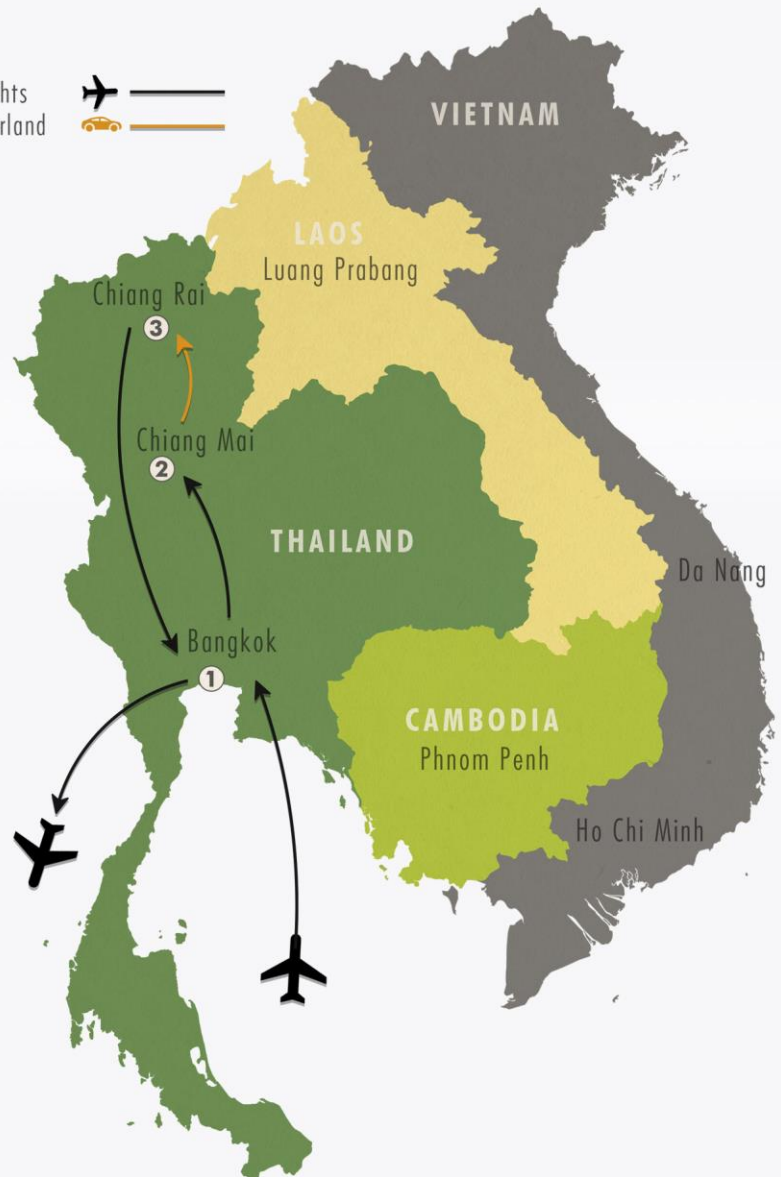 hts
rland
VIETNAM
LAOS
Luang Prabang
Chiang Rai
3
Chiang Mai
2
THAILAND
Da Nang
Bangkok
1
CAMBODIA
Phnom Penh
Ho Chi Minh